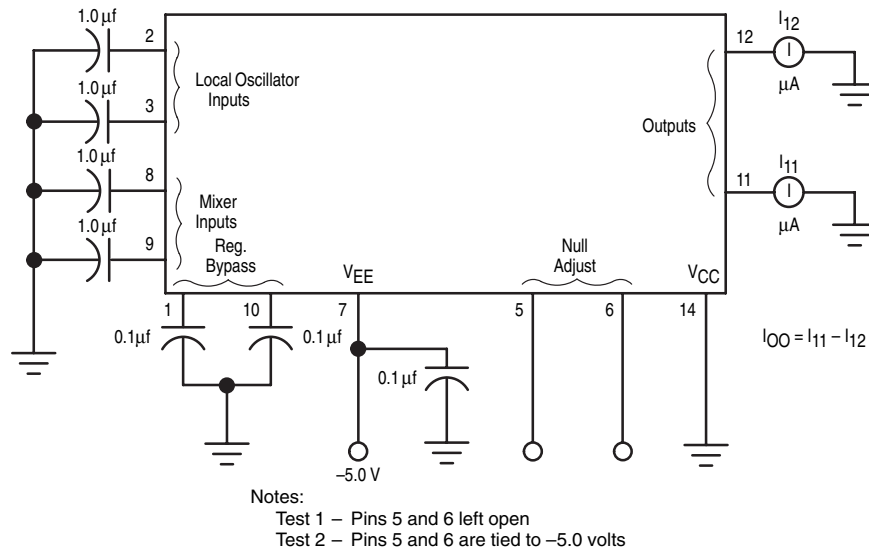 1.0 µf
2
1.0 µf
3
1.0 µf
8
1.0 µf
9
Local Oscillator
Inputs
Mixer
Inputs
Reg.
Bypass
VEE
Null
Adjust
VCC
Outputs
12
I12
I
µA
11
I11
I
µA
1
10
7
5
6
14
0.1µf
0.1 µf
0.1 µf
–5.0 V
IOO = I11 – I12
Notes:
Test 1 – Pins 5 and 6 left open
Test 2 – Pins 5 and 6 are tied to –5.0 volts